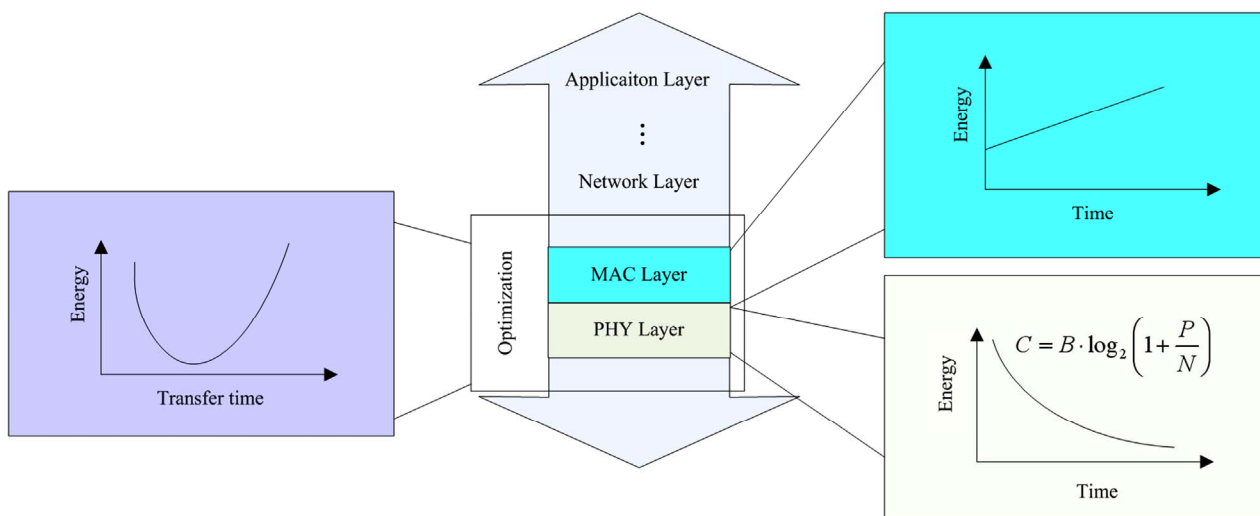 Applicaiton Layer
⋮
Network Layer
Optimization
MAC Layer
PHY Layer
Energy
Transfer time
Energy
Time
C = B · log₂(1 + P/N)
Energy
Time